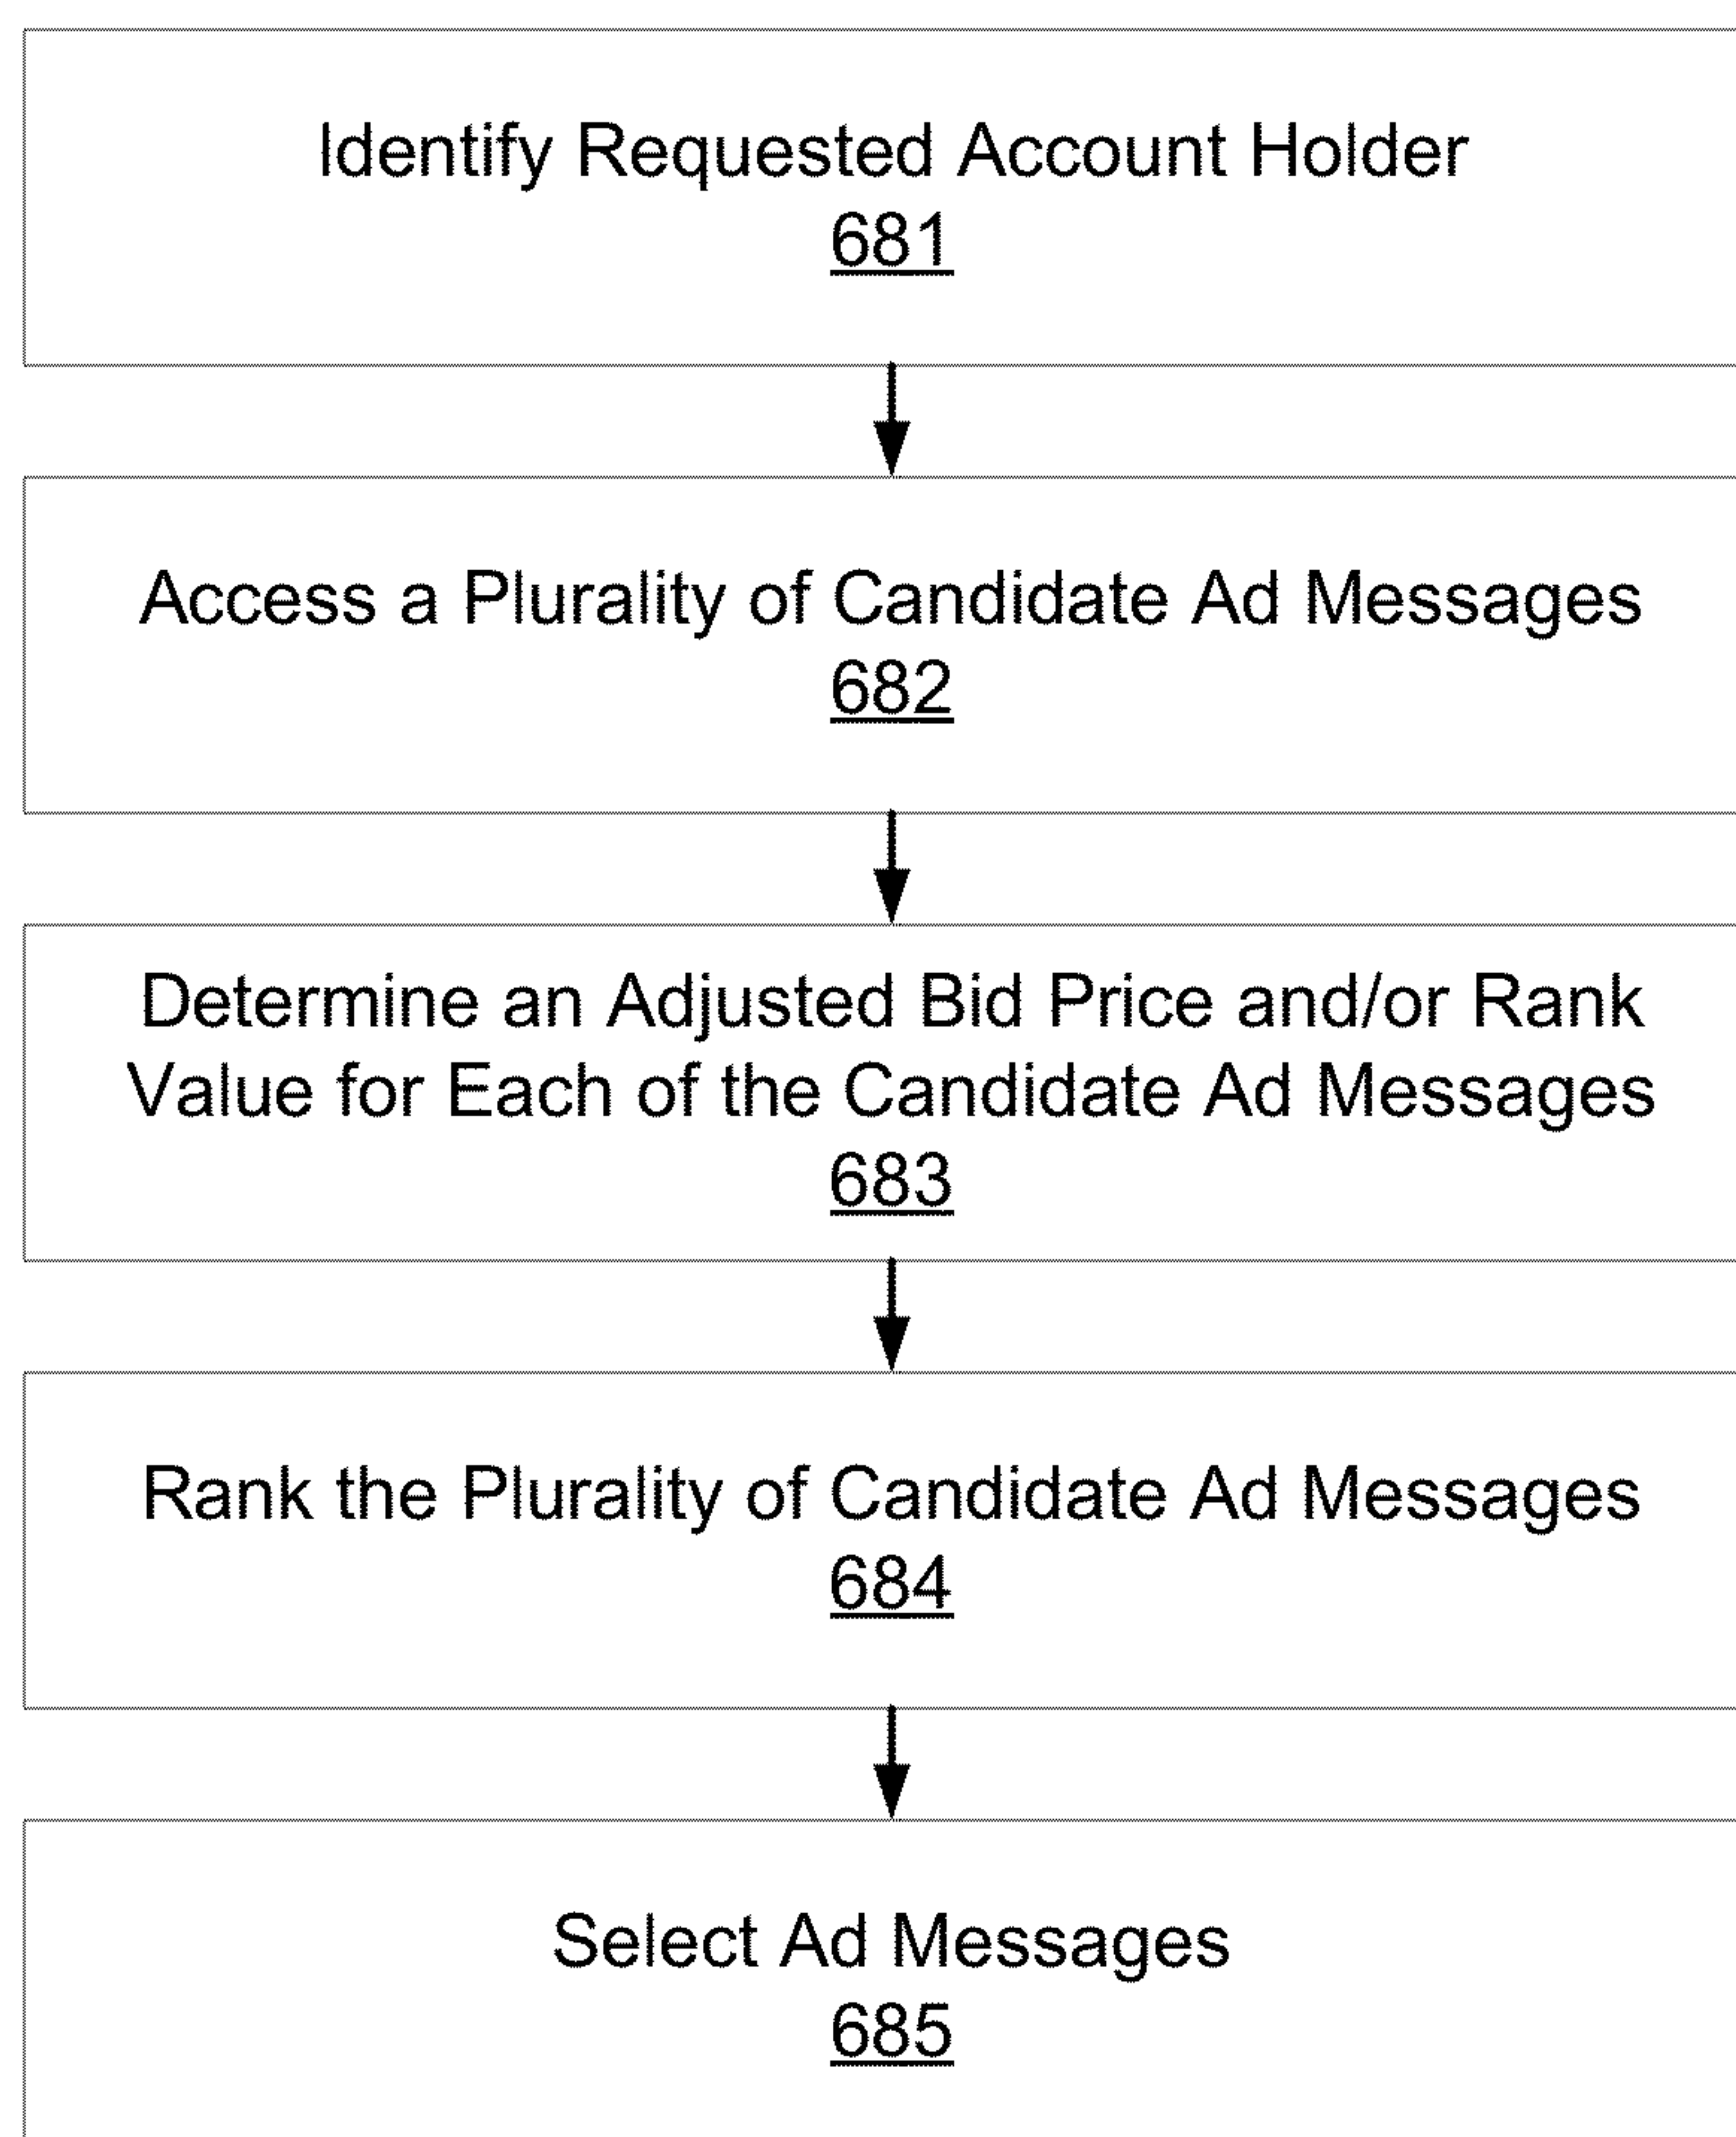 Identify Requested Account Holder
681
Access a Plurality of Candidate Ad Messages
682
Determine an Adjusted Bid Price and/or Rank
Value for Each of the Candidate Ad Messages
683
Rank the Plurality of Candidate Ad Messages
684
Select Ad Messages
685